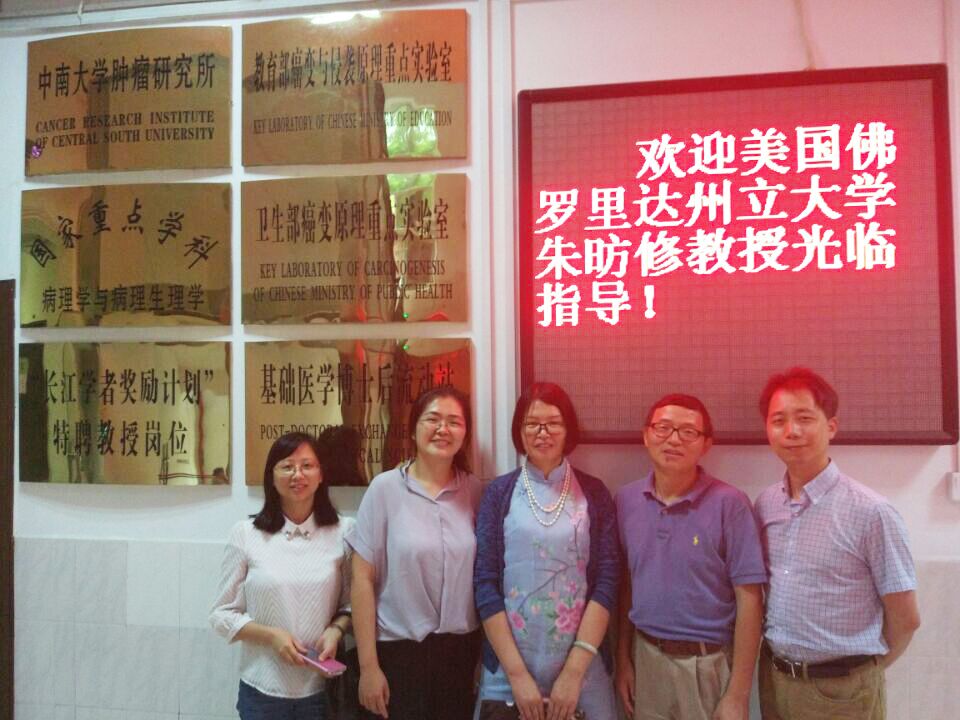 中南大学肿瘤研究所
CANCER RESEARCH INSTITUTE
OF CENTRAL SOUTH UNIVERSITY
教育部癌变与侵袭原理重点实验室
KEY LABORATORY OF CHINESE MINISTRY OF EDUCATION
国家重点学科
病理学与病理生理学
卫生部癌变原理重点实验室
KEY LABORATORY OF CARCINOGENESIS
OF CHINESE MINISTRY OF PUBLIC HEALTH
"长江学者奖励计划"
特聘教授岗位
基础医学博士后流动站
POST-DOCTORAL EXCHANGE
欢迎美国佛
罗里达州立大学
朱昉修教授光临
指导！